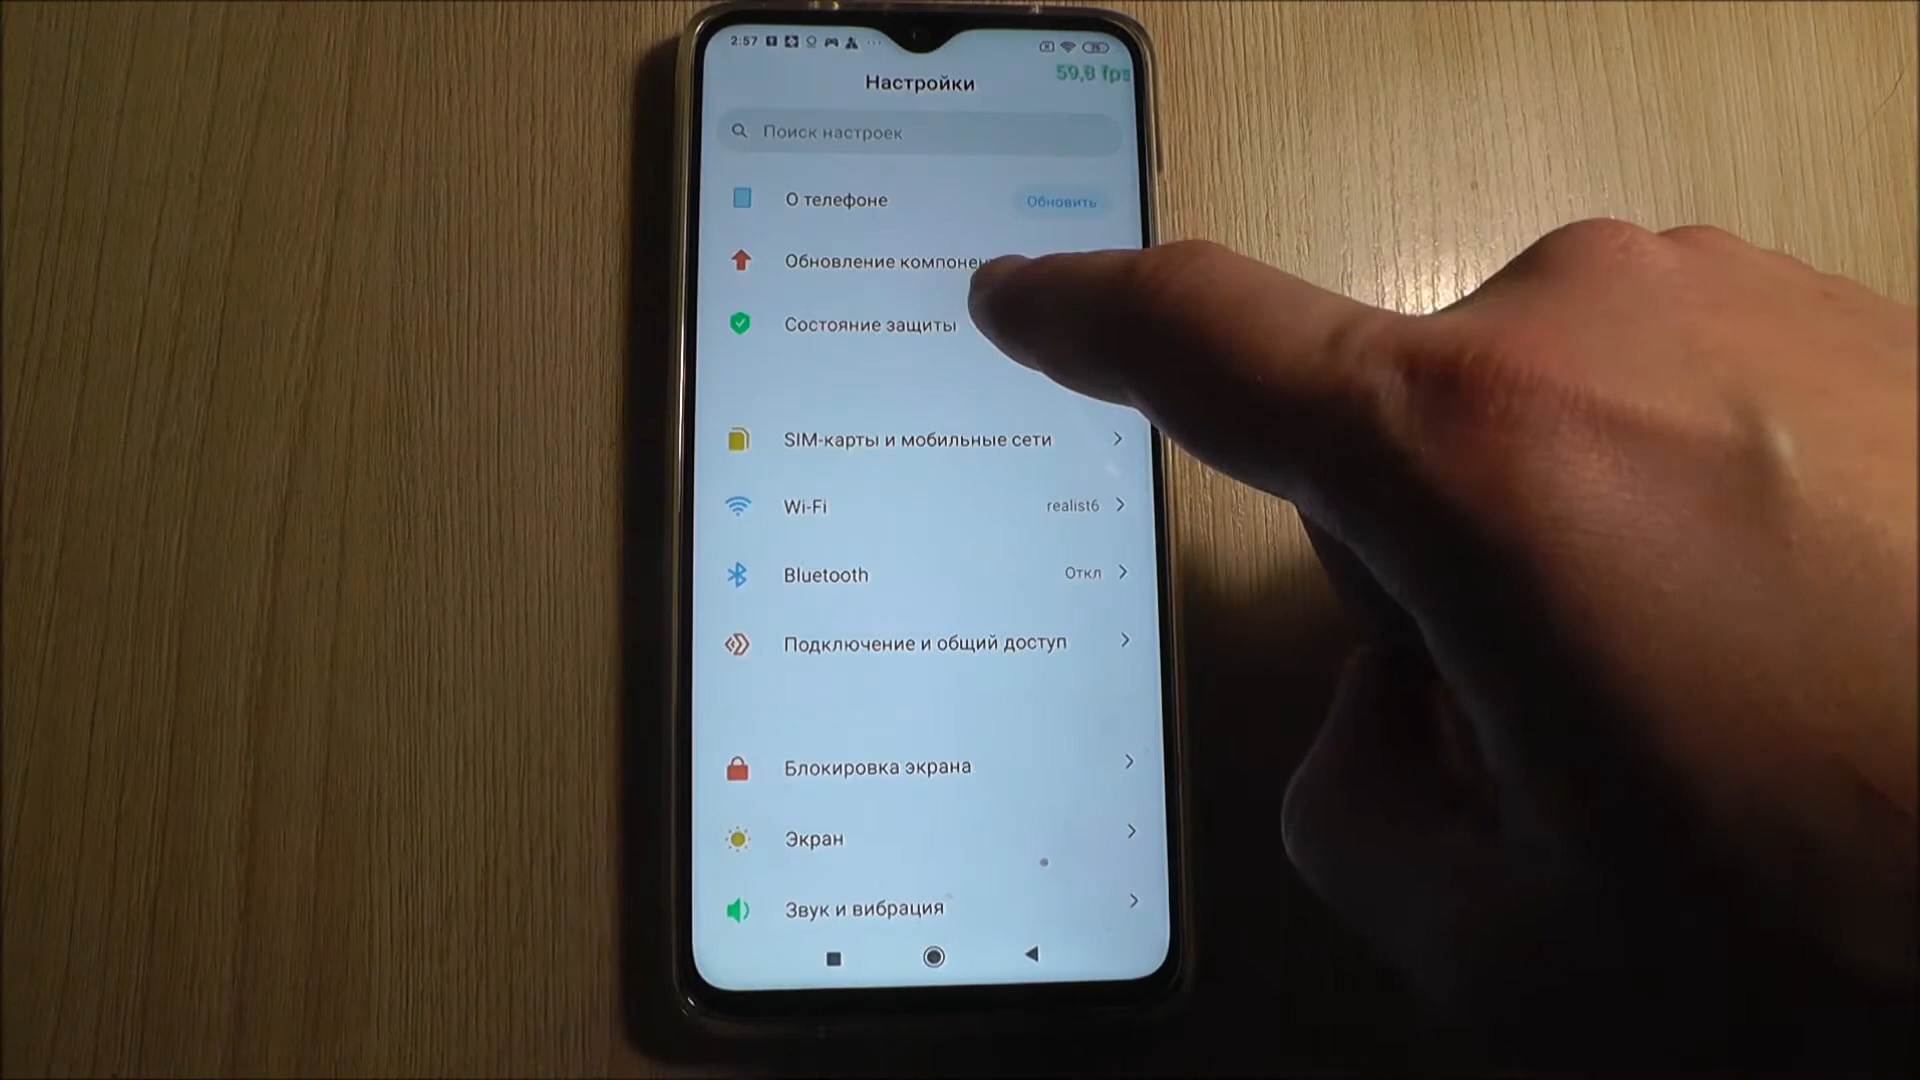 2:57
59,8 fps
Настройки
Поиск настроек
О телефоне
Обновить
Обновление
Состояние защиты
SIM-карты и мобильные сети
Wi-Fi
realist6
Bluetooth
Откл
Подключение и общий доступ
Блокировка экрана
Экран
Звук и вибрация